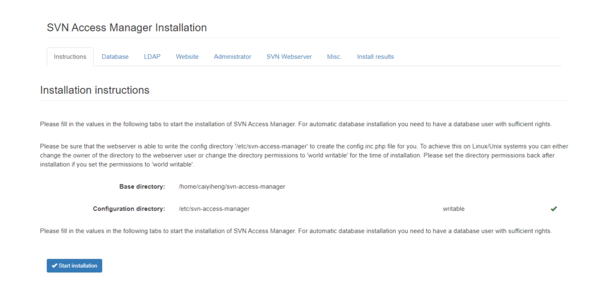 SVN Access Manager Installation
Instructions Database LDAP Website Administrator SVN Webserver Misc. Install results
Installation instructions
Please fill in the values in the following tabs to start the installation of SVN Access Manager. For automatic database installation you need to have a database user with sufficient rights.
Please be sure that the webserver is able to write the config directory '/etc/svn-access-manager' to create the config.inc.php file for you. To achieve this on Linux/Unix systems you can either
change the owner of the directory to the webserver user or change the directory permissions to 'world writable' for the time of installation. Please set the directory permissions back after
installation if you set the permissions to 'world writable'.
Base directory: /home/caiyiheng/svn-access-manager
Configuration directory: /etc/svn-access-manager writable
Please fill in the values in the following tabs to start the installation of SVN Access Manager. For automatic database installation you need to have a database user with sufficient rights.
Start installation